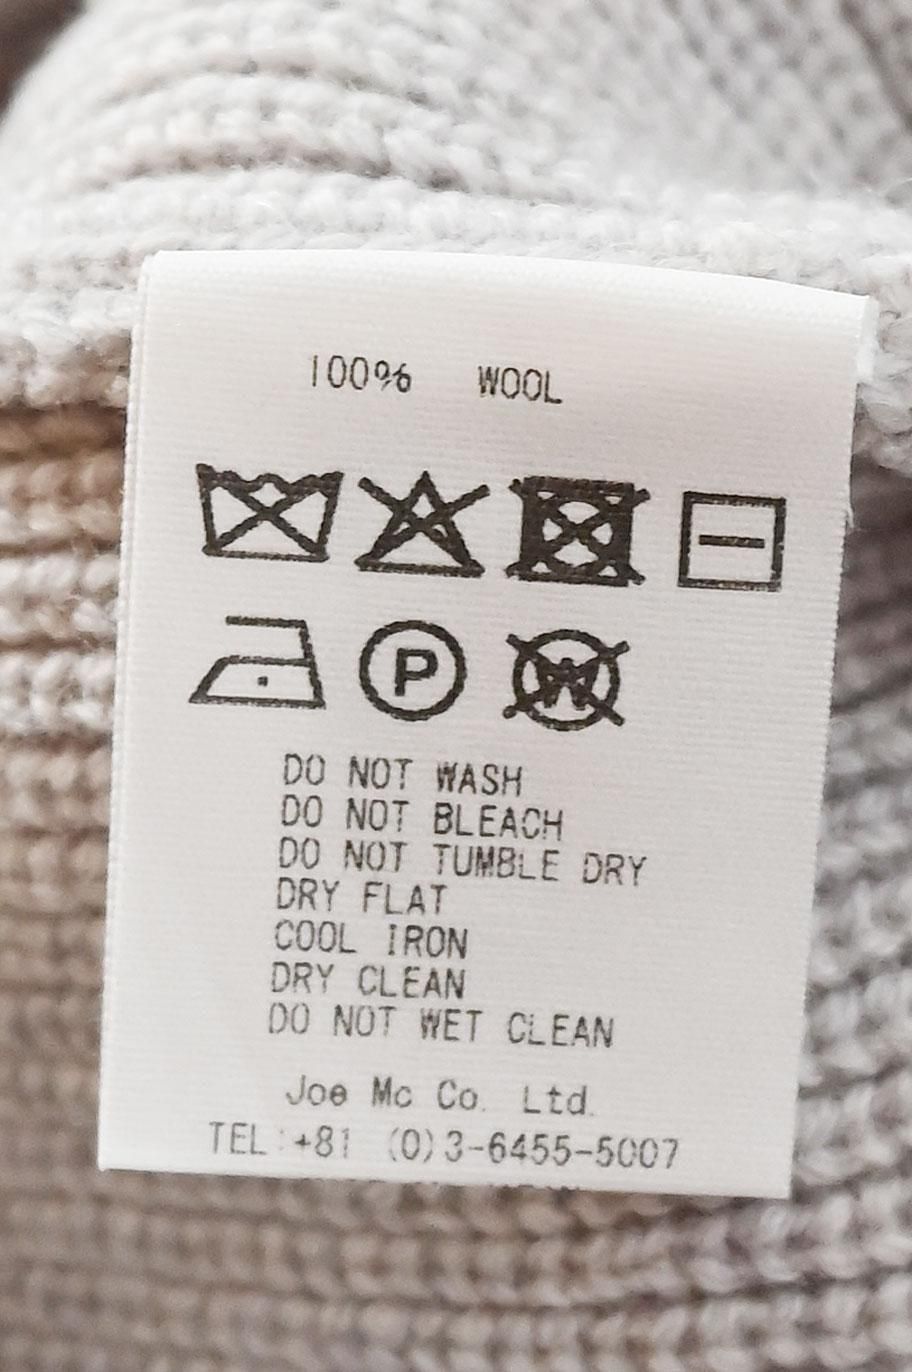 100% WOOL
P
W
DO NOT WASH
DO NOT BLEACH
DO NOT TUMBLE DRY
DRY FLAT
COOL IRON
DRY CLEAN
DO NOT WET CLEAN
Joe Mc Co. Ltd.
TEL:+81 (0)3-6455-5007